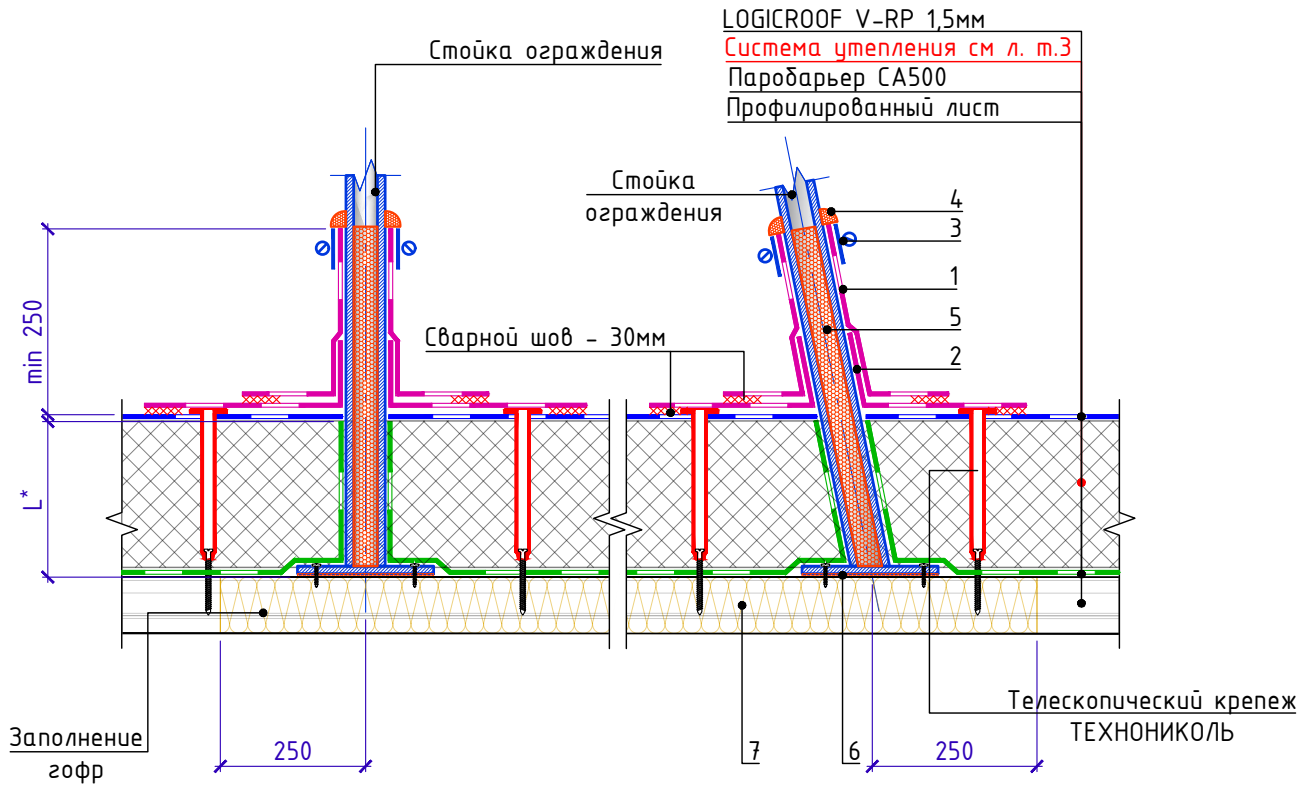 LOGICROOF V-RP 1,5мм
Система утепления см л. т.3
Паробарьер СА500
Профилированный лист
Стойка ограждения
Стойка
ограждения
4
3
1
5
2
min 250
Сварной шов - 30мм
L*
Телескопический крепеж
ТЕХНОНИКОЛЬ
Заполнение
гофр
250
7
6
250